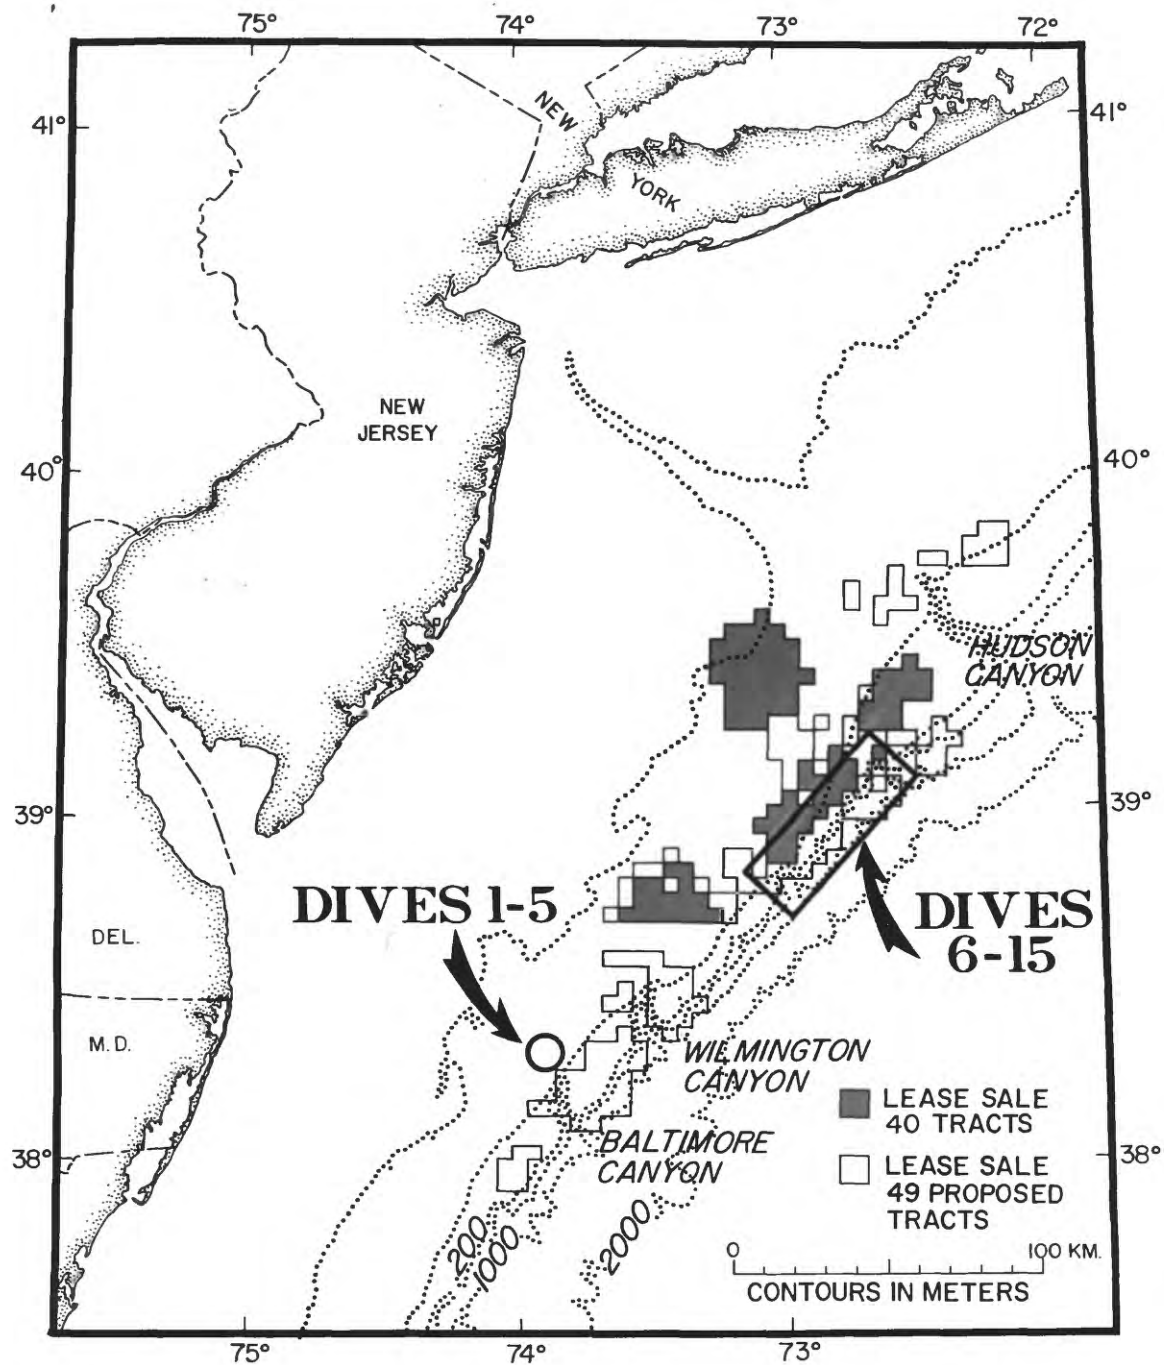 75°
74°
73°
72°
41°
41°
NEW
YORK
NEW
JERSEY
40°
40°
HUDSON
CANYON
39°
39°
DIVES 1-5
DIVES
6-15
DEL.
M.D.
WILMINGTON
CANYON
LEASE SALE
40 TRACTS
BALTIMORE
CANYON
38°
38°
LEASE SALE
49 PROPOSED
TRACTS
200
1000
2000
0 100 KM.
CONTOURS IN METERS
75°
74°
73°